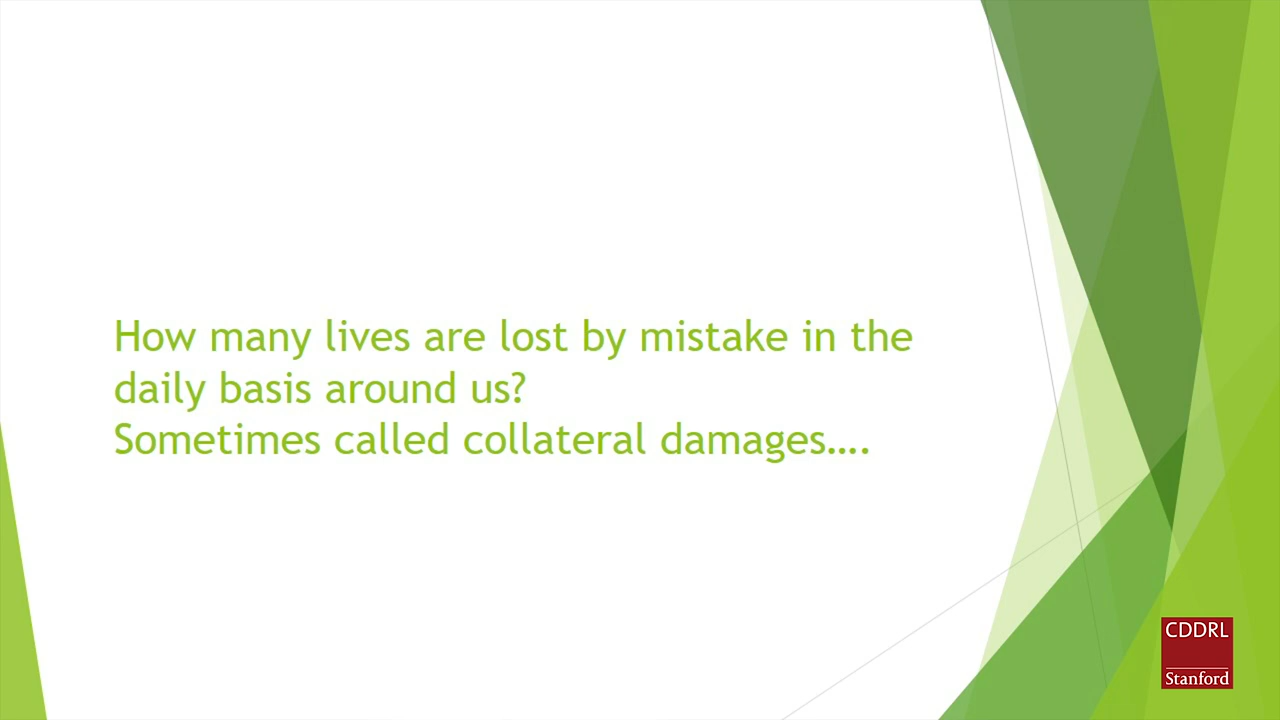 How many lives are lost by mistake in the
daily basis around us?
Sometimes called collateral damages….
CDDRL
Stanford